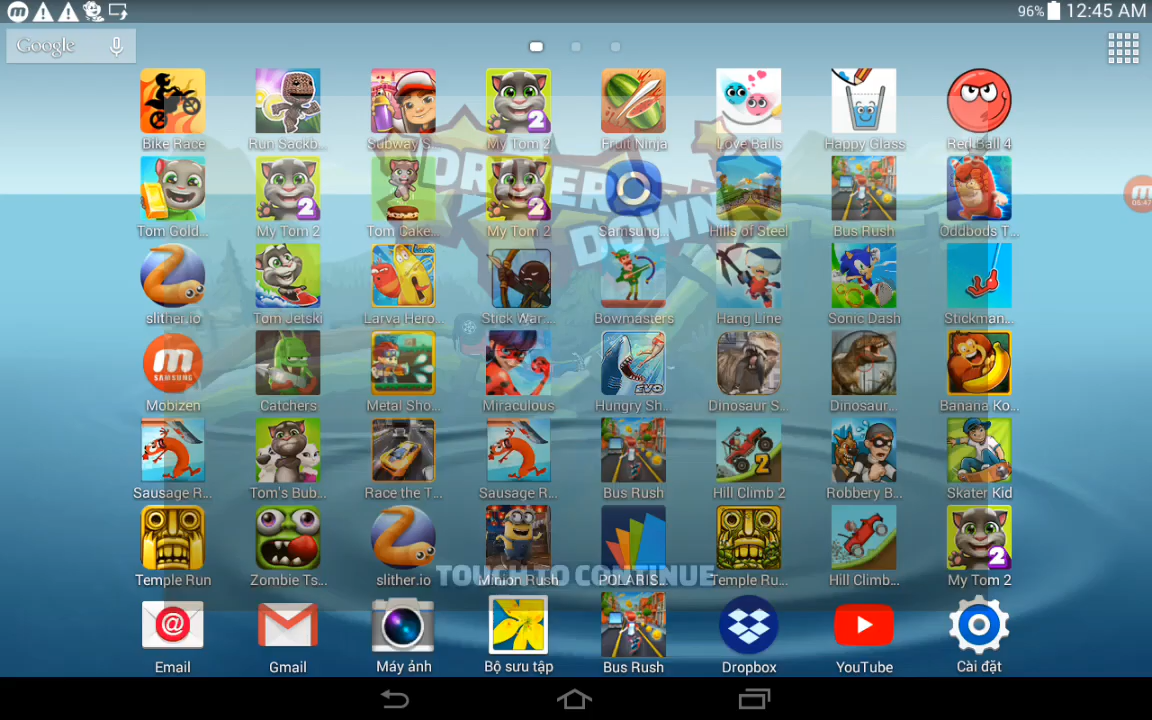 96% 12:45 AM
Google
Bike Race
Run Sackb...
Subway S...
My Tom 2
Fruit Ninja
Love Balls
Happy Glass
Red Ball 4
Tom Gold...
My Tom 2
Tom Cake...
My Tom 2
Samsung...
Hills of Steel
Bus Rush
Oddbods T...
DRIVER DOWN
05:47
slither.io
Tom Jetski
Larva Hero...
Stick War...
Bowmasters
Hang Line
Sonic Dash
Stickman...
SAMSUNG
Mobizen
Catchers
Metal Sho...
Miraculous
Hungry Sh...
Dinosaur S...
Dinosaur...
Banana Ko...
Sausage R...
Tom's Bub...
Race the T...
Sausage R...
Bus Rush
Hill Climb 2
Robbery B...
Skater Kid
Temple Run
Zombie Ts...
slither.io
Minion Rush
POLARIS...
Temple Ru...
Hill Climb...
My Tom 2
TOUCH TO CONTINUE
Email
Gmail
Máy ảnh
Bộ sưu tập
Bus Rush
Dropbox
YouTube
Cài đặt